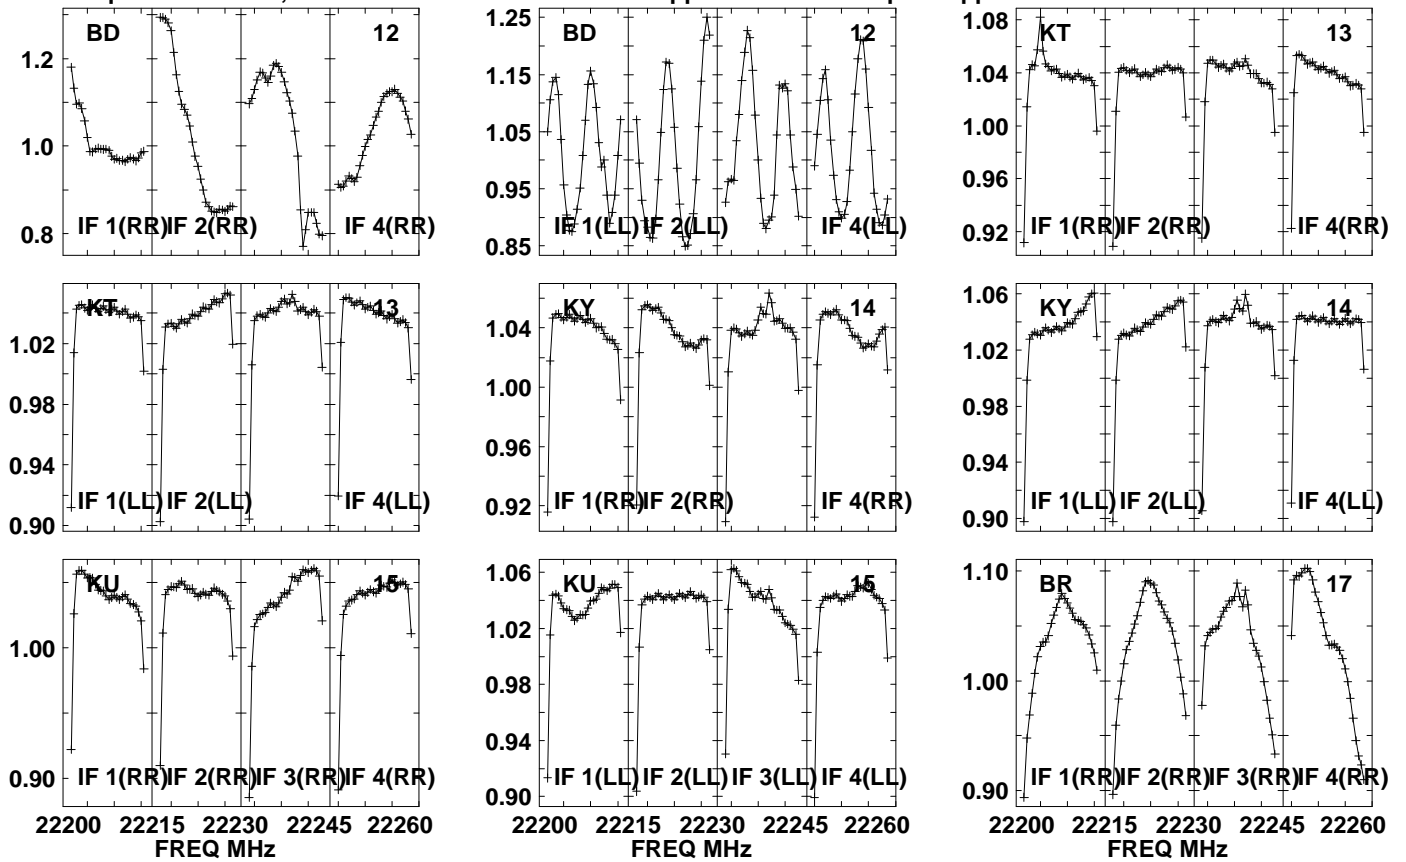 BD 12 BD 12 KT 13
1.2 1.25 1.08
1.15 1.04
1.0 1.05 1.00
0.95 0.96
0.8 0.85 0.92
IF 1(RR) IF 2(RR) IF 4(RR) IF 1(LL) IF 2(LL) IF 4(LL) IF 1(RR) IF 2(RR) IF 4(RR)
KT 13 KY 14 KY 14
1.02 1.04 1.06
0.98 1.00 1.02
0.94 0.96 0.98
0.90 0.92 0.94
0.90
IF 1(LL) IF 2(LL) IF 4(LL) IF 1(RR) IF 2(RR) IF 4(RR) IF 1(LL) IF 2(LL) IF 4(LL)
KU 15 KU 15 BR 17
1.00 1.06 1.10
0.90 1.02 1.00
0.98 0.90
0.94
0.90
IF 1(RR) IF 2(RR) IF 3(RR) IF 4(RR) IF 1(LL) IF 2(LL) IF 3(LL) IF 4(LL) IF 1(RR) IF 2(RR) IF 3(RR) IF 4(RR)
22200 22215 22230 22245 22260 22200 22215 22230 22245 22260 22200 22215 22230 22245 22260
FREQ MHz FREQ MHz FREQ MHz